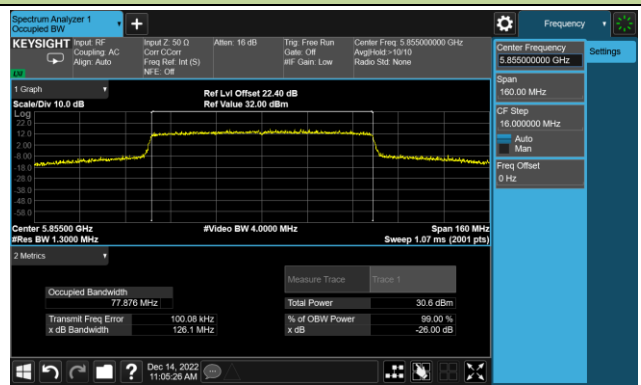 Spectrum Analyzer 1
Occupied BW
Frequency
KEYSIGHT
Input: RF
Coupling: AC
Align: Auto
Input Z: 50 Ω
Corr CCorr
Freq Ref: Int (S)
NFE: Off
Atten: 16 dB
Trig: Free Run
Gate: Off
#IF Gain: Low
Center Freq: 5.855000000 GHz
Avg|Hold:>10/10
Radio Std: None
Center Frequency
5.855000000 GHz
Settings
Span
160.00 MHz
CF Step
16.000000 MHz
Auto
Man
Freq Offset
0 Hz
1 Graph
Scale/Div 10.0 dB
Ref Lvl Offset 22.40 dB
Ref Value 32.00 dBm
Log
22.0
12.0
2.00
-8.00
-18.0
-28.0
-38.0
-48.0
-58.0
Center 5.85500 GHz
#Res BW 1.3000 MHz
#Video BW 4.0000 MHz
Span 160 MHz
Sweep 1.07 ms (2001 pts)
2 Metrics
Measure Trace
Trace 1
Occupied Bandwidth
77.876 MHz
Total Power
30.6 dBm
Transmit Freq Error
100.08 kHz
% of OBW Power
99.00 %
x dB Bandwidth
126.1 MHz
x dB
-26.00 dB
?
Dec 14, 2022
11:05:26 AM